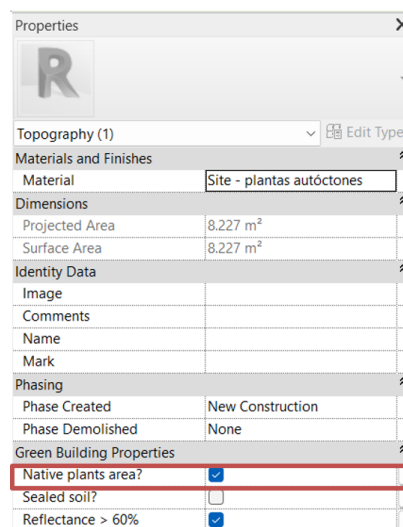 Properties
R
Topography (1) Edit Type
Materials and Finishes
Material Site - plantas autóctones
Dimensions
Projected Area 8.227 m²
Surface Area 8.227 m²
Identity Data
Image
Comments
Name
Mark
Phasing
Phase Created New Construction
Phase Demolished None
Green Building Properties
Native plants area?
Sealed soil?
Reflectance > 60%